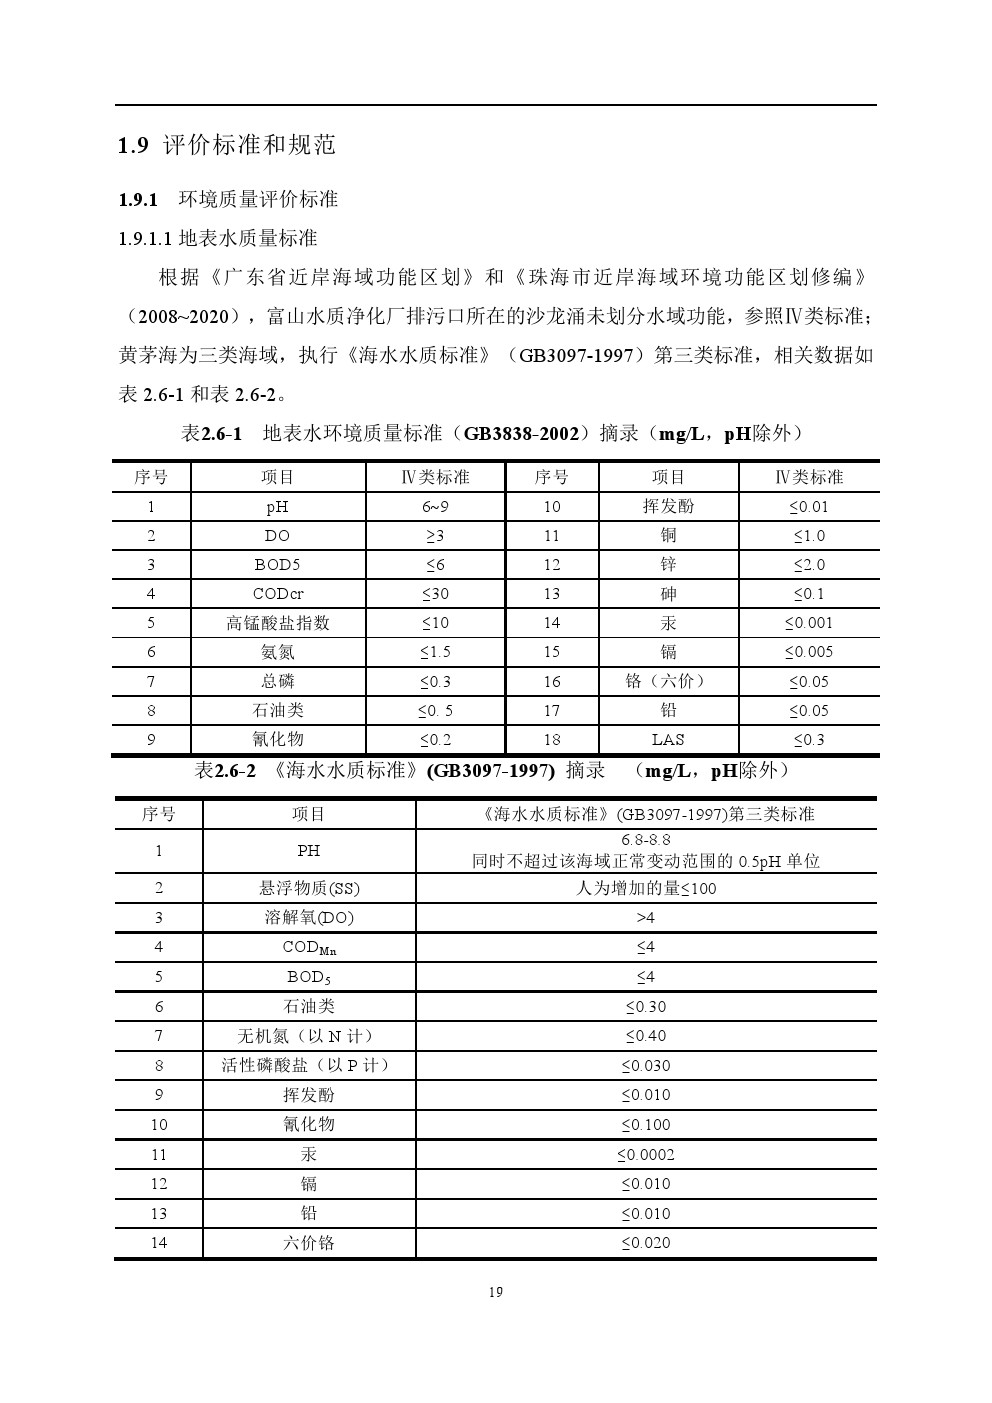 1.9 评价标准和规范
1.9.1 环境质量评价标准
1.9.1.1 地表水质量标准
根据《广东省近岸海域功能区划》和《珠海市近岸海域环境功能区划修编》
（2008~2020），富山水质净化厂排污口所在的沙龙涌未划分水域功能，参照Ⅳ类标准；
黄茅海为三类海域，执行《海水水质标准》（GB3097-1997）第三类标准，相关数据如
表 2.6-1 和表 2.6-2。
表2.6-1 地表水环境质量标准（GB3838-2002）摘录（mg/L，pH除外）
序号 项目 Ⅳ类标准 序号 项目 Ⅳ类标准
1 pH 6~9 10 挥发酚 ≤0.01
2 DO ≥3 11 铜 ≤1.0
3 BOD5 ≤6 12 锌 ≤2.0
4 CODcr ≤30 13 砷 ≤0.1
5 高锰酸盐指数 ≤10 14 汞 ≤0.001
6 氨氮 ≤1.5 15 镉 ≤0.005
7 总磷 ≤0.3 16 铬（六价） ≤0.05
8 石油类 ≤0. 5 17 铅 ≤0.05
9 氰化物 ≤0.2 18 LAS ≤0.3
表2.6-2 《海水水质标准》(GB3097-1997) 摘录 （mg/L，pH除外）
序号 项目 《海水水质标准》(GB3097-1997)第三类标准
1 PH 6.8-8.8
同时不超过该海域正常变动范围的 0.5pH 单位
2 悬浮物质(SS) 人为增加的量≤100
3 溶解氧(DO) >4
4 CODMn ≤4
5 BOD5 ≤4
6 石油类 ≤0.30
7 无机氮（以 N 计） ≤0.40
8 活性磷酸盐（以 P 计） ≤0.030
9 挥发酚 ≤0.010
10 氰化物 ≤0.100
11 汞 ≤0.0002
12 镉 ≤0.010
13 铅 ≤0.010
14 六价铬 ≤0.020
19